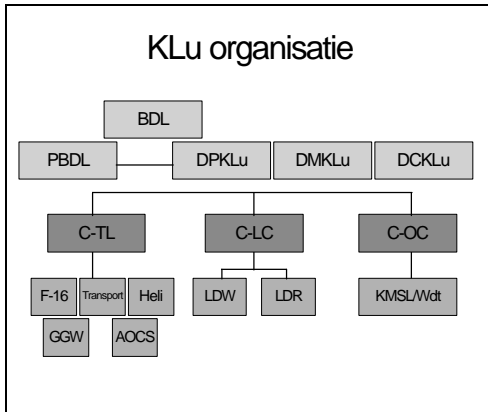 KLu organisatie
BDL
PBDL DPKLu DMKLu DCKLu
C-TL C-LC C-OC
F-16 Transport Heli LDW LDR KMSL/Wdt
GGW AOCS